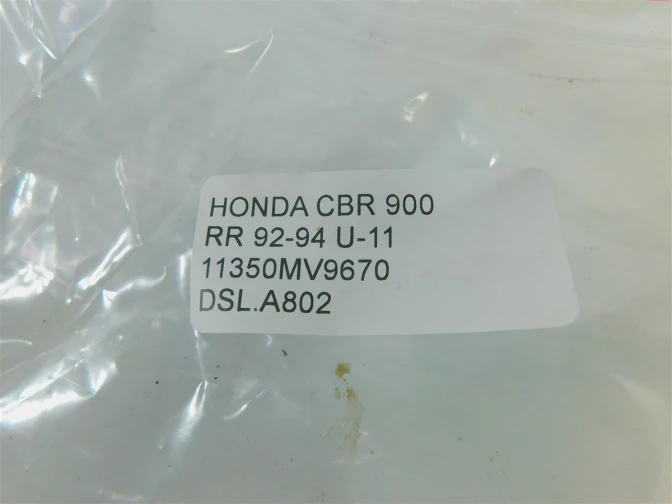 HONDA CBR 900
RR 92-94 U-11
11350MV9670
DSL.A802